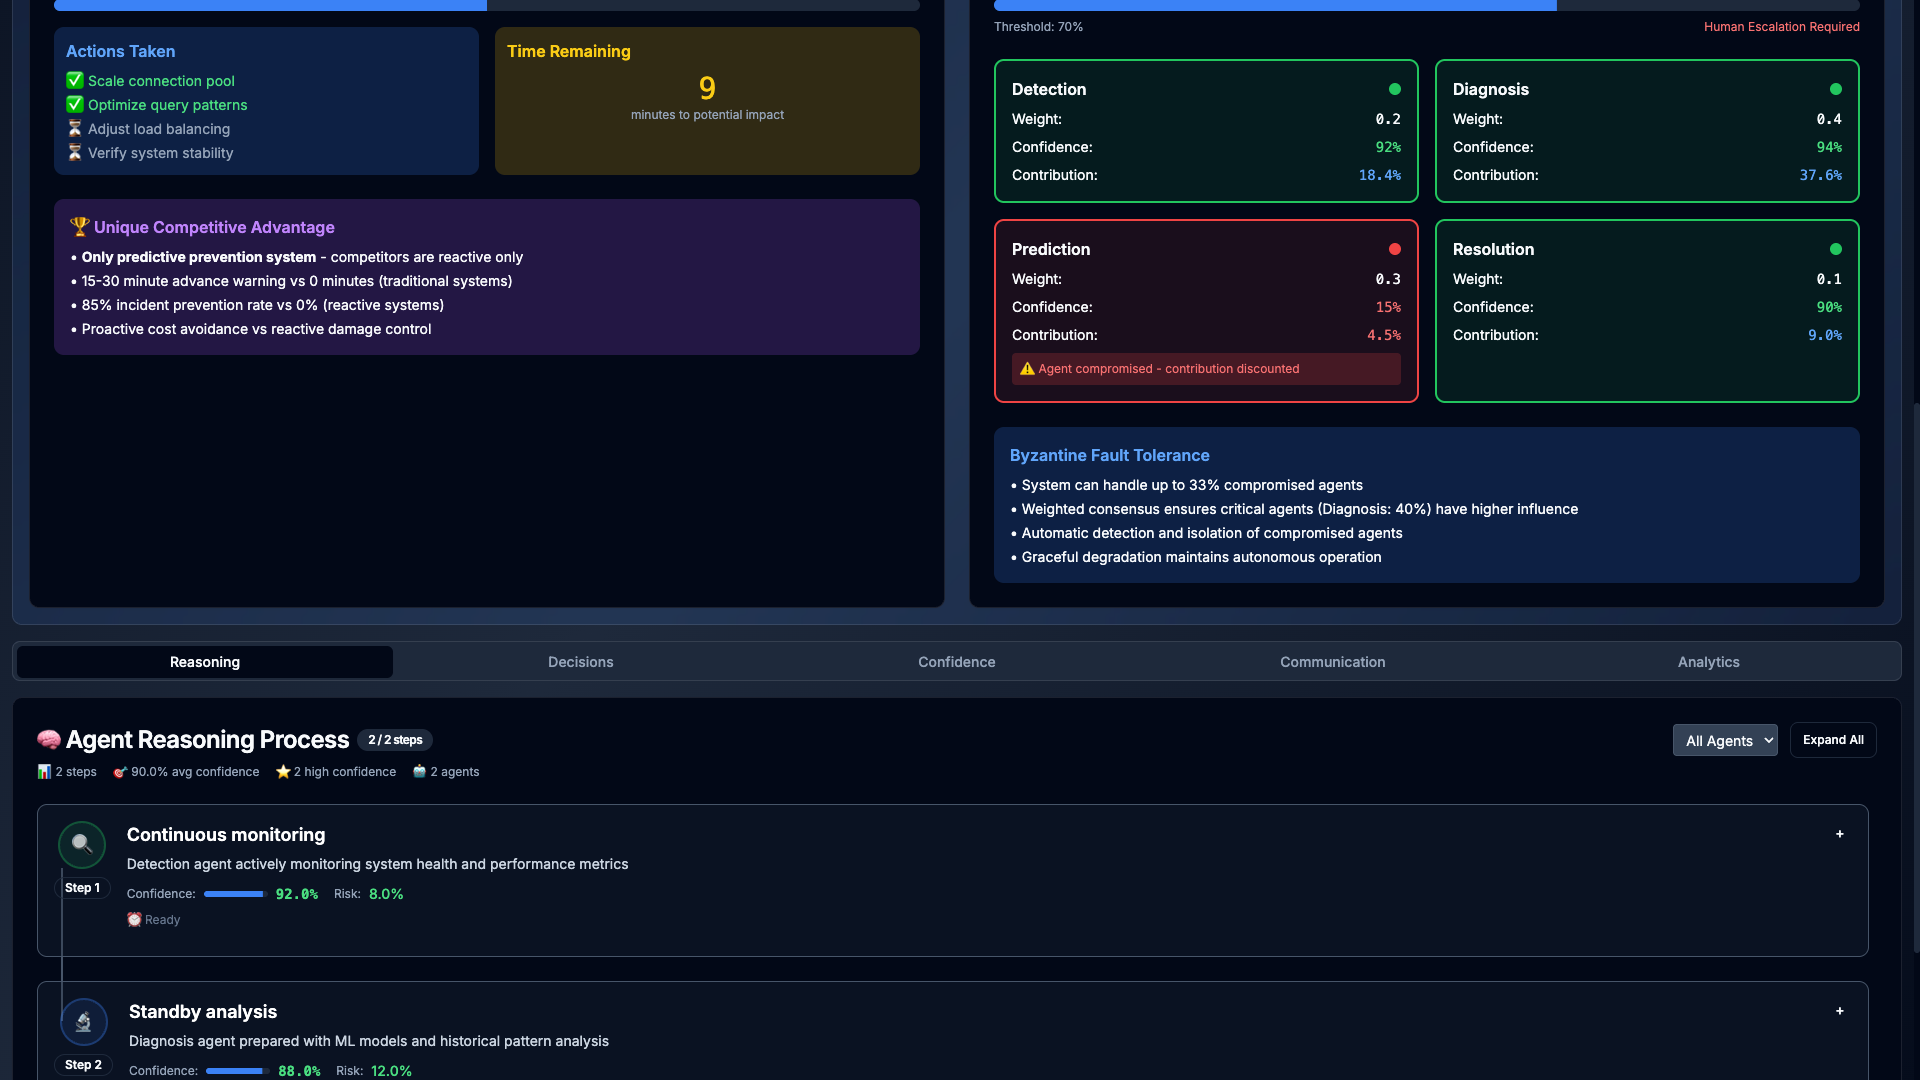 Actions Taken
✅ Scale connection pool
✅ Optimize query patterns
⏳ Adjust load balancing
⏳ Verify system stability
Time Remaining
9
minutes to potential impact
🏆 Unique Competitive Advantage
• Only predictive prevention system - competitors are reactive only
• 15-30 minute advance warning vs 0 minutes (traditional systems)
• 85% incident prevention rate vs 0% (reactive systems)
• Proactive cost avoidance vs reactive damage control
Threshold: 70%
Human Escalation Required
Detection
Weight: 0.2
Confidence: 92%
Contribution: 18.4%
Diagnosis
Weight: 0.4
Confidence: 94%
Contribution: 37.6%
Prediction
Weight: 0.3
Confidence: 15%
Contribution: 4.5%
⚠️ Agent compromised - contribution discounted
Resolution
Weight: 0.1
Confidence: 90%
Contribution: 9.0%
Byzantine Fault Tolerance
• System can handle up to 33% compromised agents
• Weighted consensus ensures critical agents (Diagnosis: 40%) have higher influence
• Automatic detection and isolation of compromised agents
• Graceful degradation maintains autonomous operation
Reasoning
Decisions
Confidence
Communication
Analytics
🧠 Agent Reasoning Process 2 / 2 steps
All Agents
Expand All
📊 2 steps 🎯 90.0% avg confidence ⭐ 2 high confidence 🤖 2 agents
Continuous monitoring
+
Detection agent actively monitoring system health and performance metrics
Step 1
Confidence: 92.0% Risk: 8.0%
⏰ Ready
Standby analysis
+
Diagnosis agent prepared with ML models and historical pattern analysis
Step 2
Confidence: 88.0% Risk: 12.0%